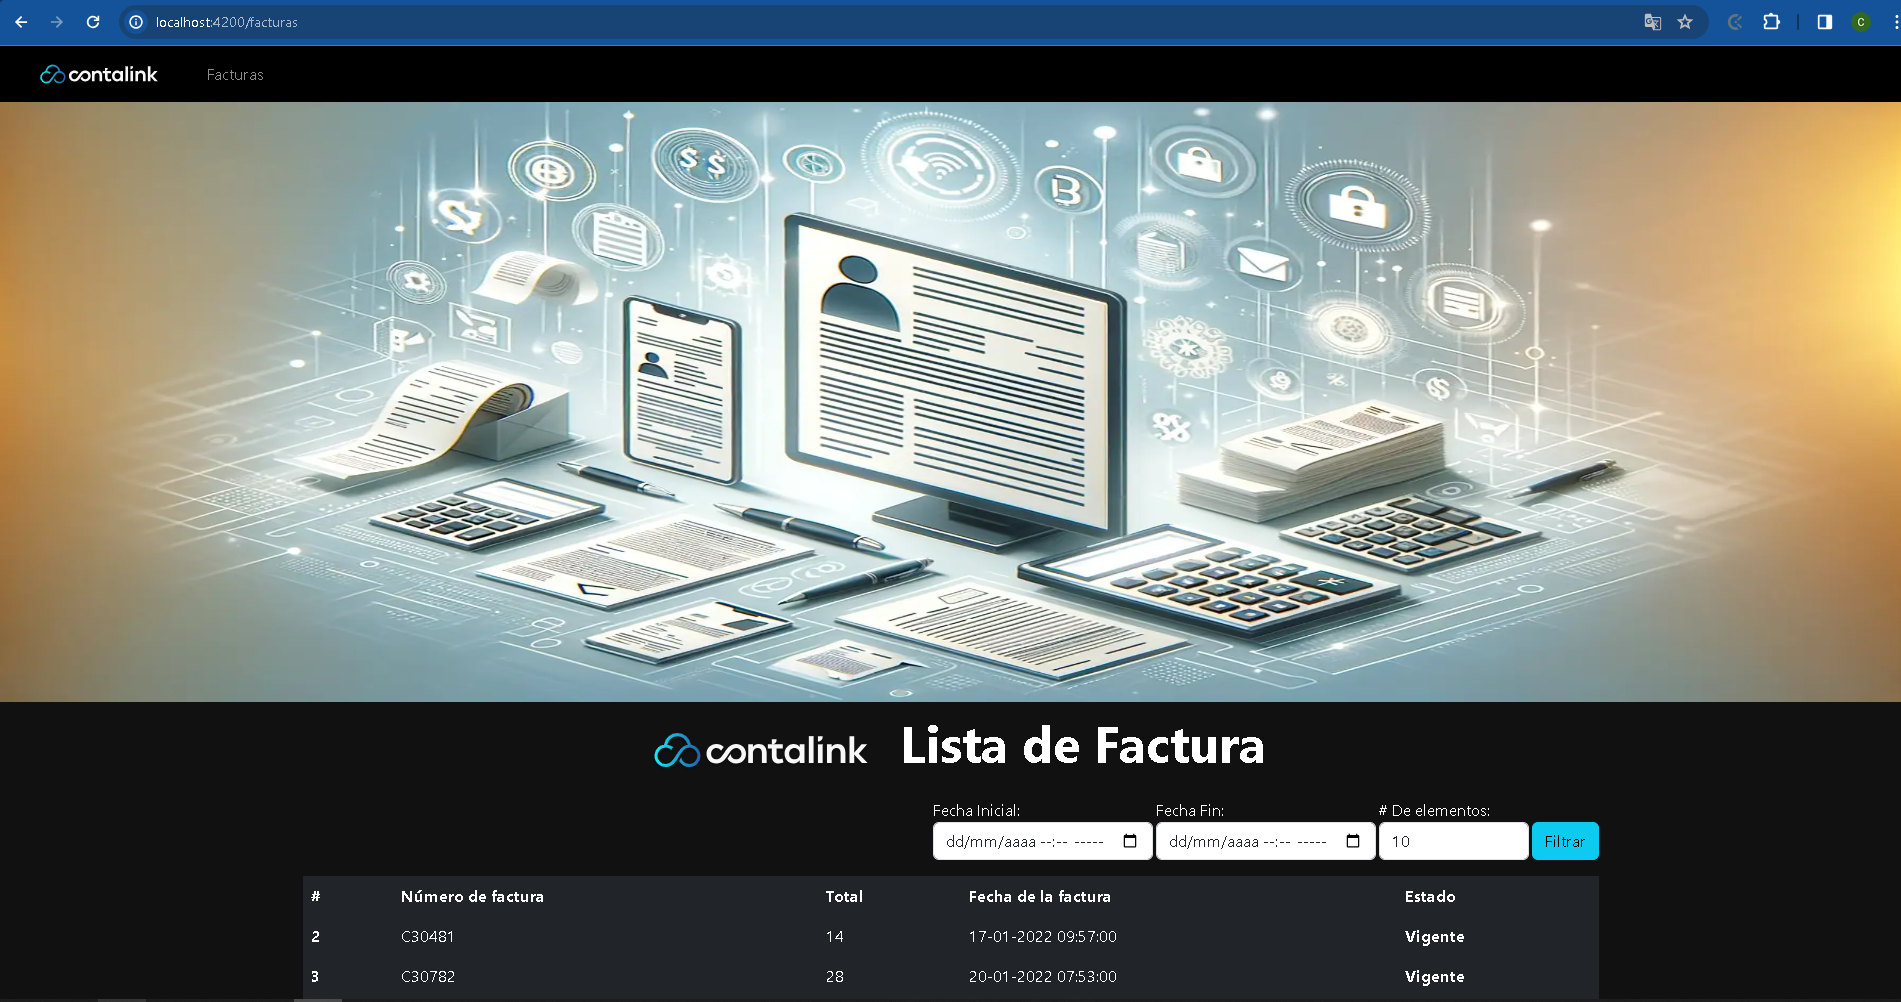 localhost:4200/facturas
C
contalink Facturas
contalink Lista de Factura
Fecha Inicial: Fecha Fin: # De elementos:
dd/mm/aaaa --:-- ----- dd/mm/aaaa --:-- ----- 10 Filtrar
# Número de factura Total Fecha de la factura Estado
2 C30481 14 17-01-2022 09:57:00 Vigente
3 C30782 28 20-01-2022 07:53:00 Vigente